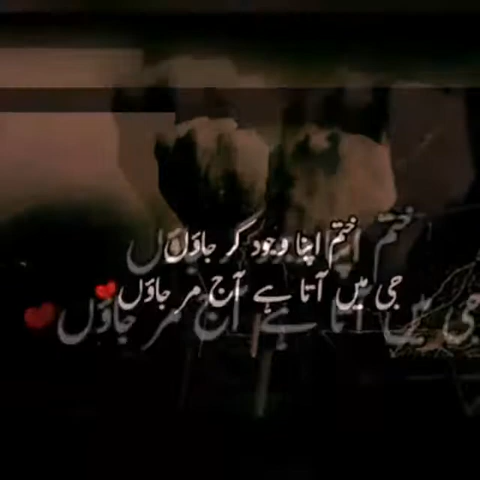 ختم اپنا وجود کر جاؤں
جی میں آتا ہے آج مر جاؤں